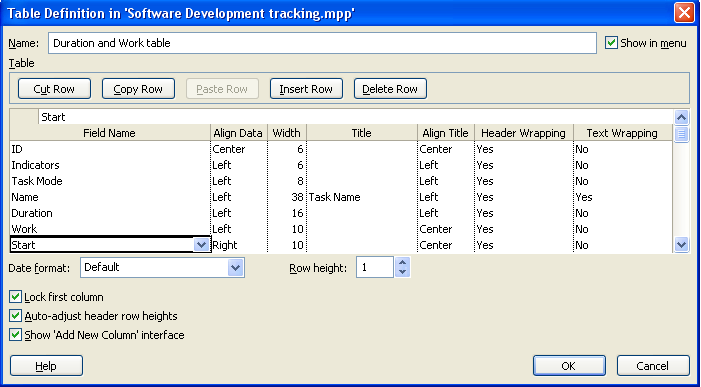 Table Definition in 'Software Development tracking.mpp'
Name: Duration and Work table Show in menu
Table
Cut Row Copy Row Paste Row Insert Row Delete Row
Start
Field Name Align Data Width Title Align Title Header Wrapping Text Wrapping
ID Center 6 Center Yes No
Indicators Left 6 Left Yes No
Task Mode Left 8 Left Yes No
Name Left 38 Task Name Left Yes Yes
Duration Left 16 Left Yes No
Work Left 10 Center Yes No
Start Right 10 Center Yes No
Date format: Default Row height: 1
Lock first column
Auto-adjust header row heights
Show 'Add New Column' interface
Help OK Cancel